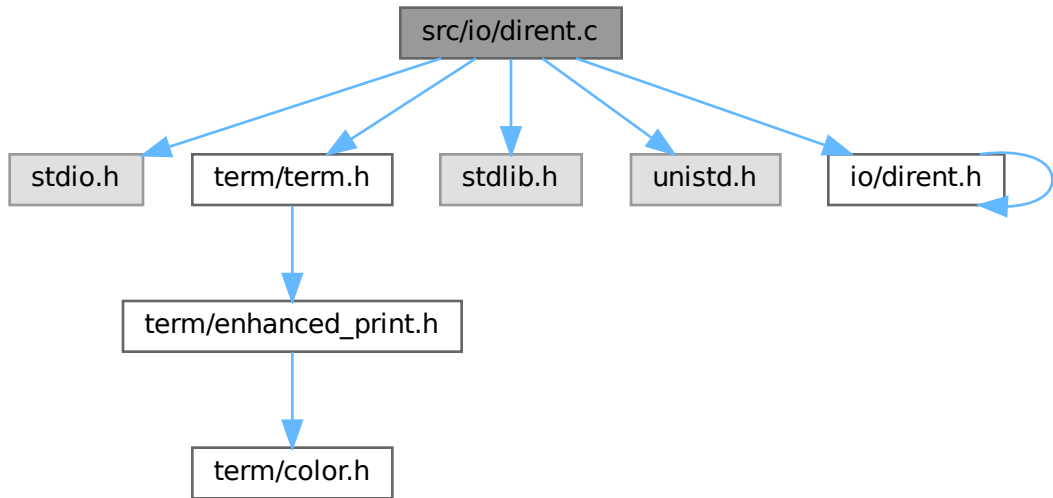 src/io/dirent.c
stdio.h
term/term.h
stdlib.h
unistd.h
io/dirent.h
term/enhanced_print.h
term/color.h